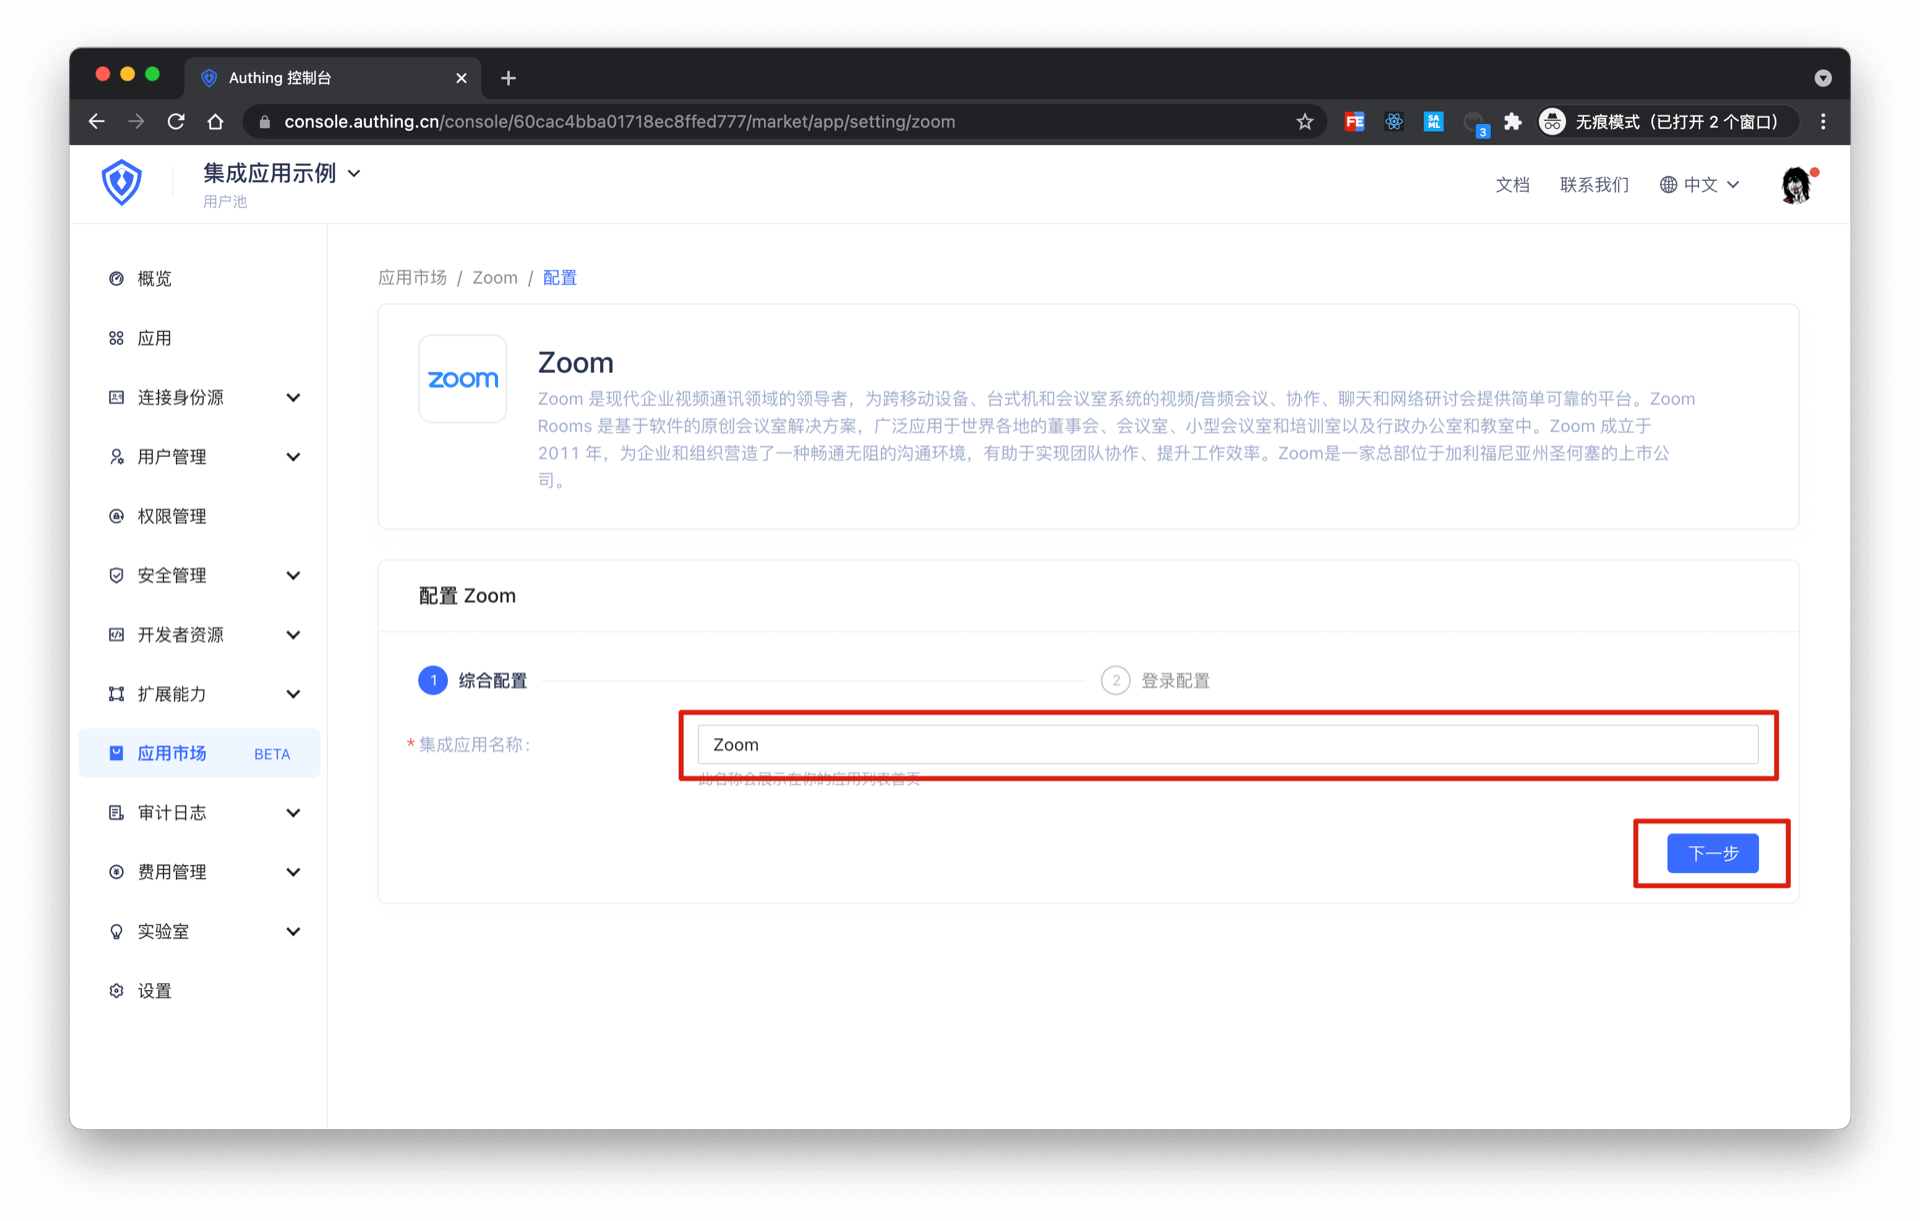 Authing 控制台
console.authing.cn/console/60cac4bba01718ec8ffed777/market/app/setting/zoom
FE
SA
ML
3
无痕模式（已打开 2 个窗口）
集成应用示例
用户池
文档
联系我们
中文
概览
应用
连接身份源
用户管理
权限管理
安全管理
开发者资源
扩展能力
应用市场 BETA
审计日志
费用管理
实验室
设置
应用市场 / Zoom / 配置
zoom
Zoom
Zoom 是现代企业视频通讯领域的领导者，为跨移动设备、台式机和会议室系统的视频/音频会议、协作、聊天和网络研讨会提供简单可靠的平台。Zoom
Rooms 是基于软件的原创会议室解决方案，广泛应用于世界各地的董事会、会议室、小型会议室和培训室以及行政办公室和教室中。Zoom 成立于
2011 年，为企业和组织营造了一种畅通无阻的沟通环境，有助于实现团队协作、提升工作效率。Zoom是一家总部位于加利福尼亚州圣何塞的上市公
司。
配置 Zoom
1 综合配置
2 登录配置
* 集成应用名称：
Zoom
此名称会展示在你的应用列表首页
下一步